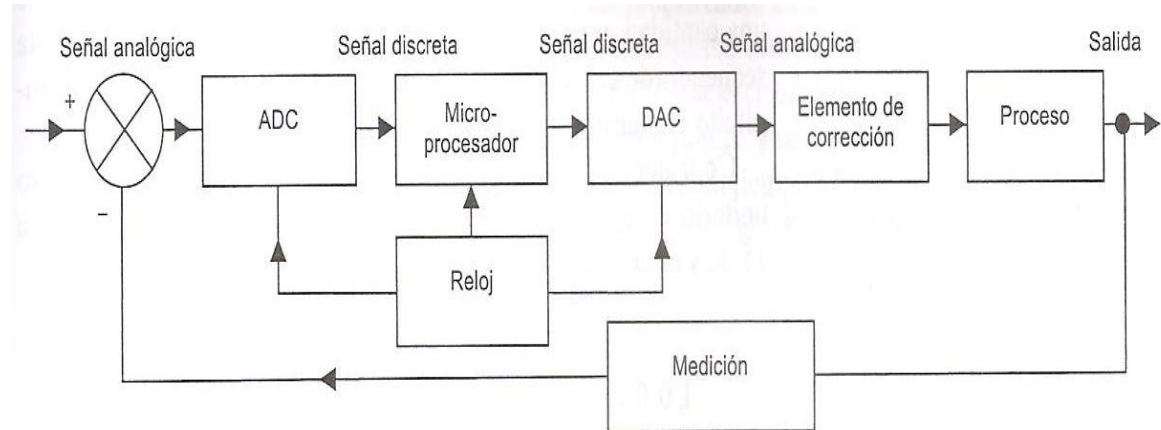 Señal analógica
Señal discreta
Señal discreta
Señal analógica
Salida
+
ADC
Micro-
procesador
DAC
Elemento de
corrección
Proceso
−
Reloj
Medición